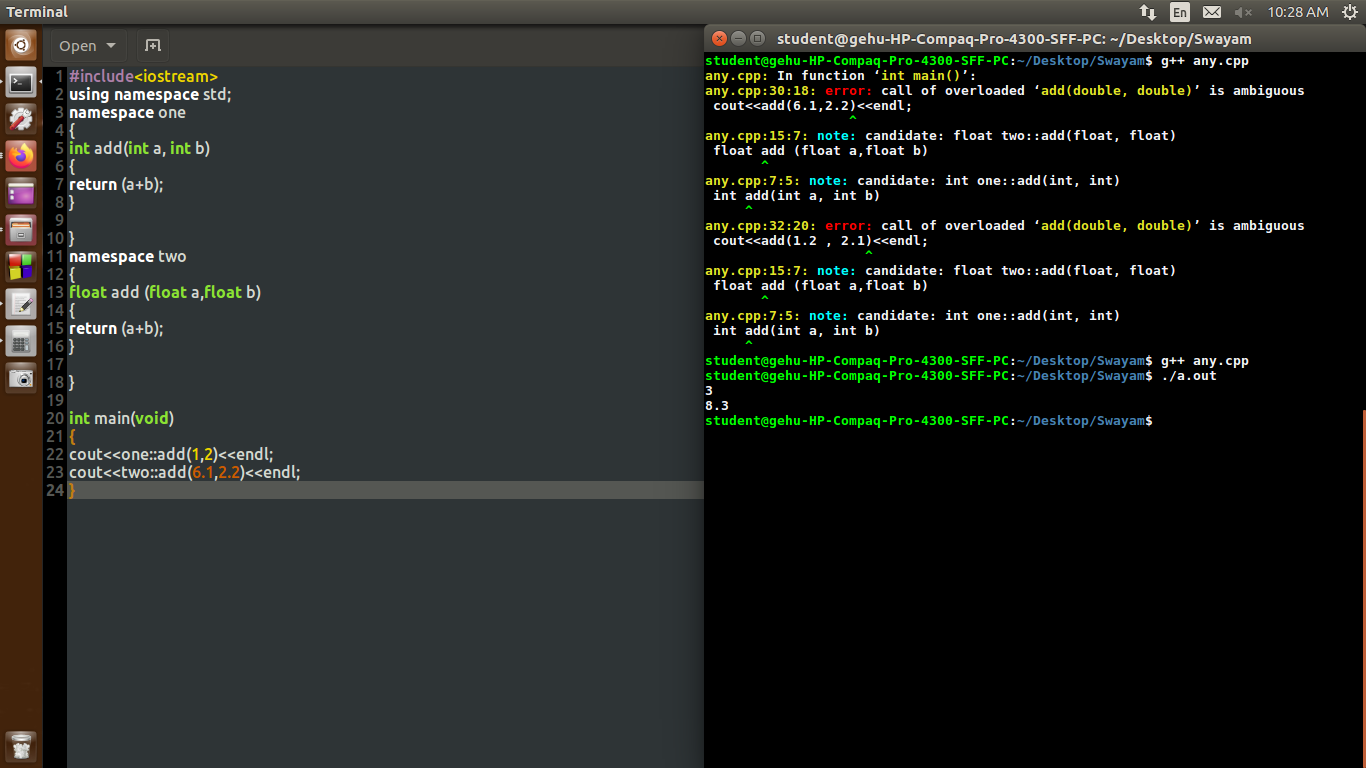 Terminal
En
10:28 AM
Open
student@gehu-HP-Compaq-Pro-4300-SFF-PC: ~/Desktop/Swayam
1 #include<iostream>
2 using namespace std;
3 namespace one
4 {
5 int add(int a, int b)
6 {
7 return (a+b);
8 }
9
10 }
11 namespace two
12 {
13 float add (float a,float b)
14 {
15 return (a+b);
16 }
17
18 }
19
20 int main(void)
21 {
22 cout<<one::add(1,2)<<endl;
23 cout<<two::add(6.1,2.2)<<endl;
24 }
student@gehu-HP-Compaq-Pro-4300-SFF-PC:~/Desktop/Swayam$ g++ any.cpp
any.cpp: In function ‘int main()’:
any.cpp:30:18: error: call of overloaded ‘add(double, double)’ is ambiguous
cout<<add(6.1,2.2)<<endl;
^
any.cpp:15:7: note: candidate: float two::add(float, float)
float add (float a,float b)
^
any.cpp:7:5: note: candidate: int one::add(int, int)
int add(int a, int b)
^
any.cpp:32:20: error: call of overloaded ‘add(double, double)’ is ambiguous
cout<<add(1.2 , 2.1)<<endl;
^
any.cpp:15:7: note: candidate: float two::add(float, float)
float add (float a,float b)
^
any.cpp:7:5: note: candidate: int one::add(int, int)
int add(int a, int b)
^
student@gehu-HP-Compaq-Pro-4300-SFF-PC:~/Desktop/Swayam$ g++ any.cpp
student@gehu-HP-Compaq-Pro-4300-SFF-PC:~/Desktop/Swayam$ ./a.out
3
8.3
student@gehu-HP-Compaq-Pro-4300-SFF-PC:~/Desktop/Swayam$